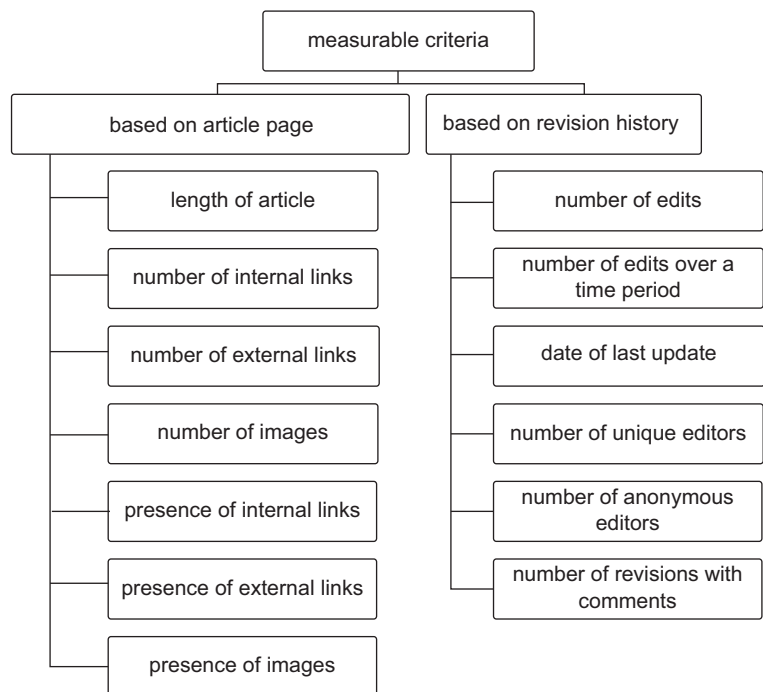 measurable criteria
based on article page
length of article
number of internal links
number of external links
number of images
presence of internal links
presence of external links
presence of images
based on revision history
number of edits
number of edits over a
time period
date of last update
number of unique editors
number of anonymous
editors
number of revisions with
comments